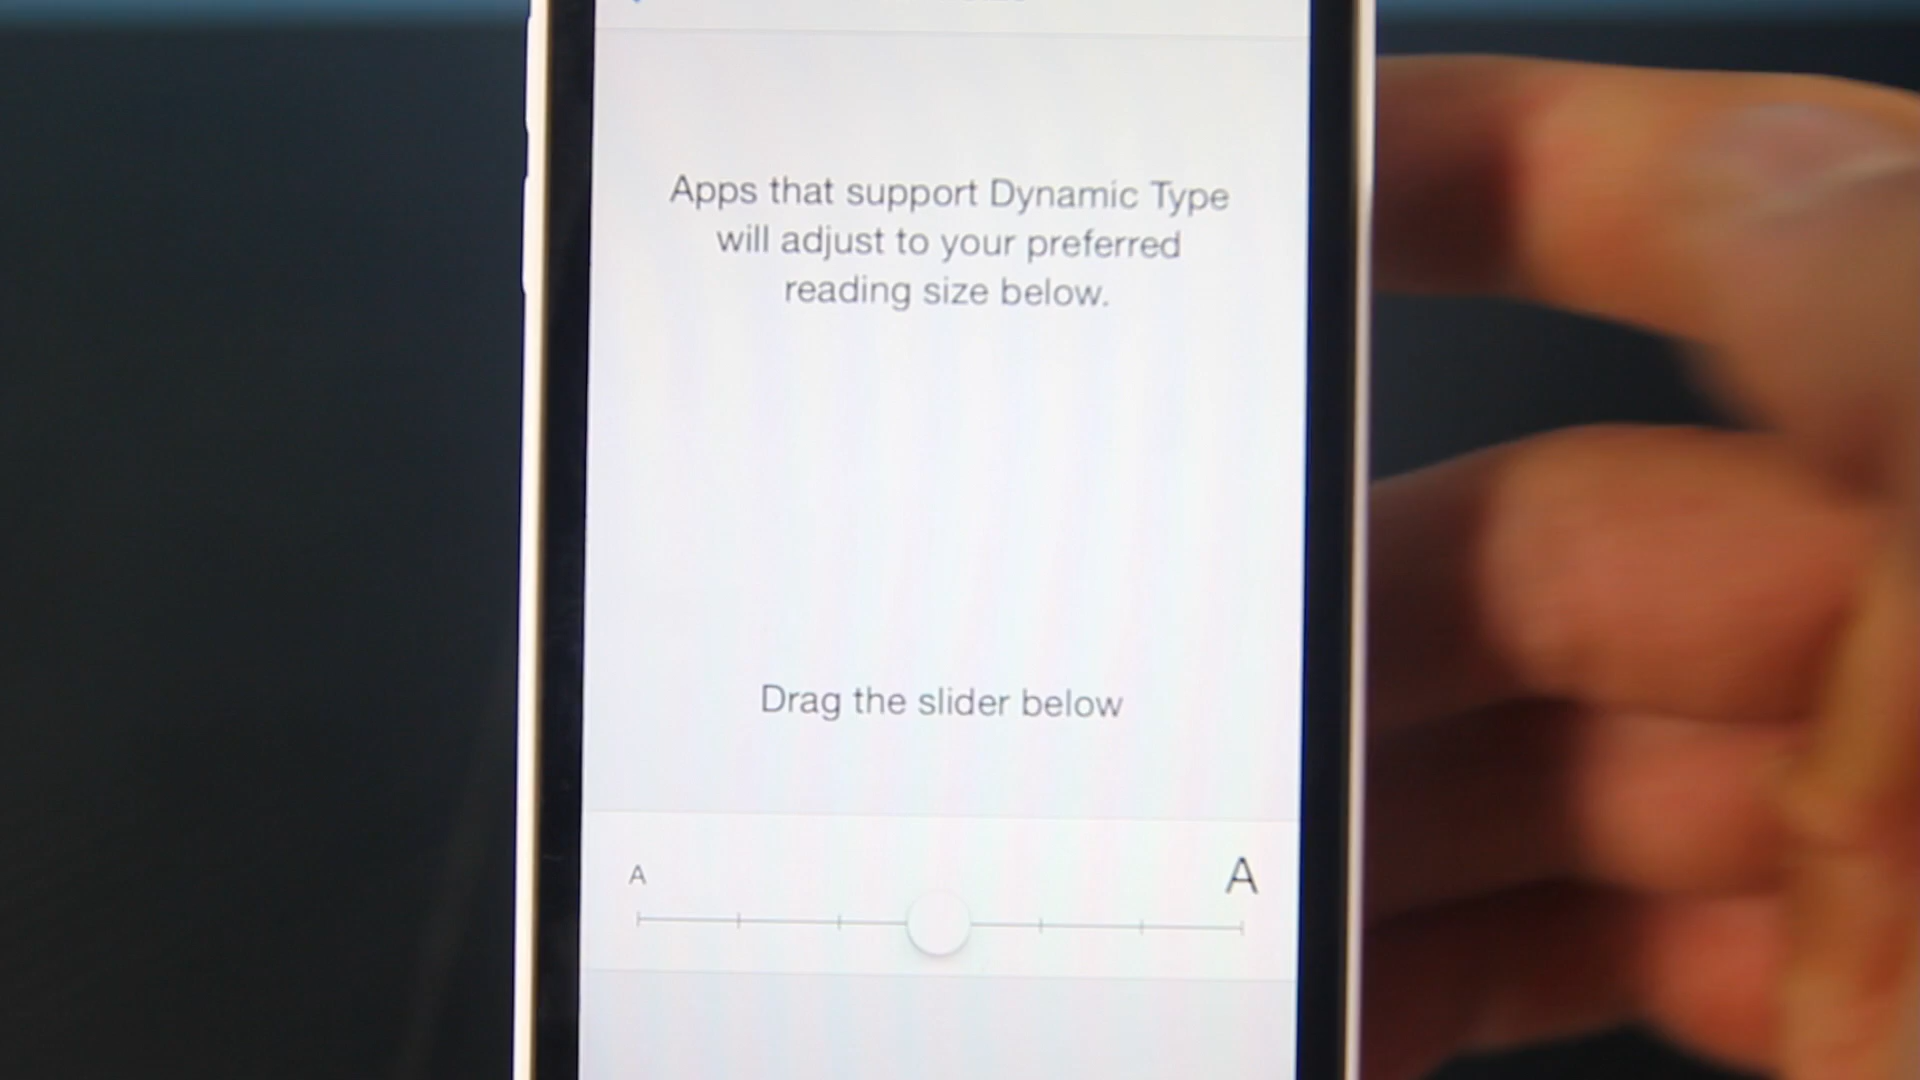 Apps that support Dynamic Type
will adjust to your preferred
reading size below.
Drag the slider below
A A